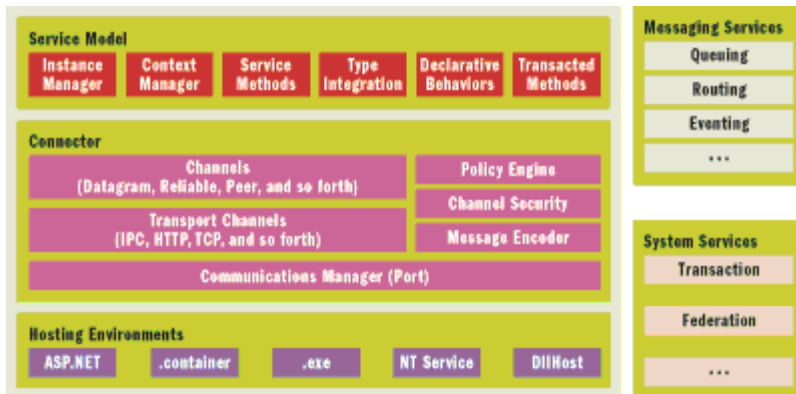 Service Model
Instance Manager
Context Manager
Service Methods
Type Integration
Declarative Behaviors
Transacted Methods
Connector
Channels
(Datagram, Reliable, Peer, and so forth)
Transport Channels
(IPC, HTTP, TCP, and so forth)
Policy Engine
Channel Security
Message Encoder
Communications Manager (Port)
Hosting Environments
ASP.NET
.container
.exe
NT Service
DllHost
Messaging Services
Queuing
Routing
Eventing
...
System Services
Transaction
Federation
...